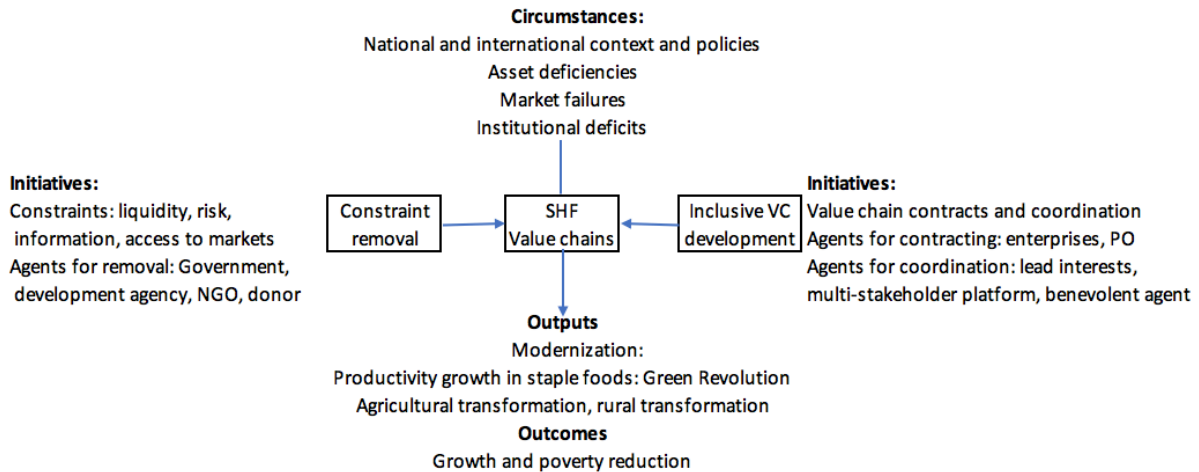 Circumstances:
National and international context and policies
Asset deficiencies
Market failures
Institutional deficits
Initiatives:
Constraints: liquidity, risk,
information, access to markets
Agents for removal: Government,
development agency, NGO, donor
Constraint
removal
SHF
Value chains
Inclusive VC
development
Initiatives:
Value chain contracts and coordination
Agents for contracting: enterprises, PO
Agents for coordination: lead interests,
multi-stakeholder platform, benevolent agent
Outputs
Modernization:
Productivity growth in staple foods: Green Revolution
Agricultural transformation, rural transformation
Outcomes
Growth and poverty reduction